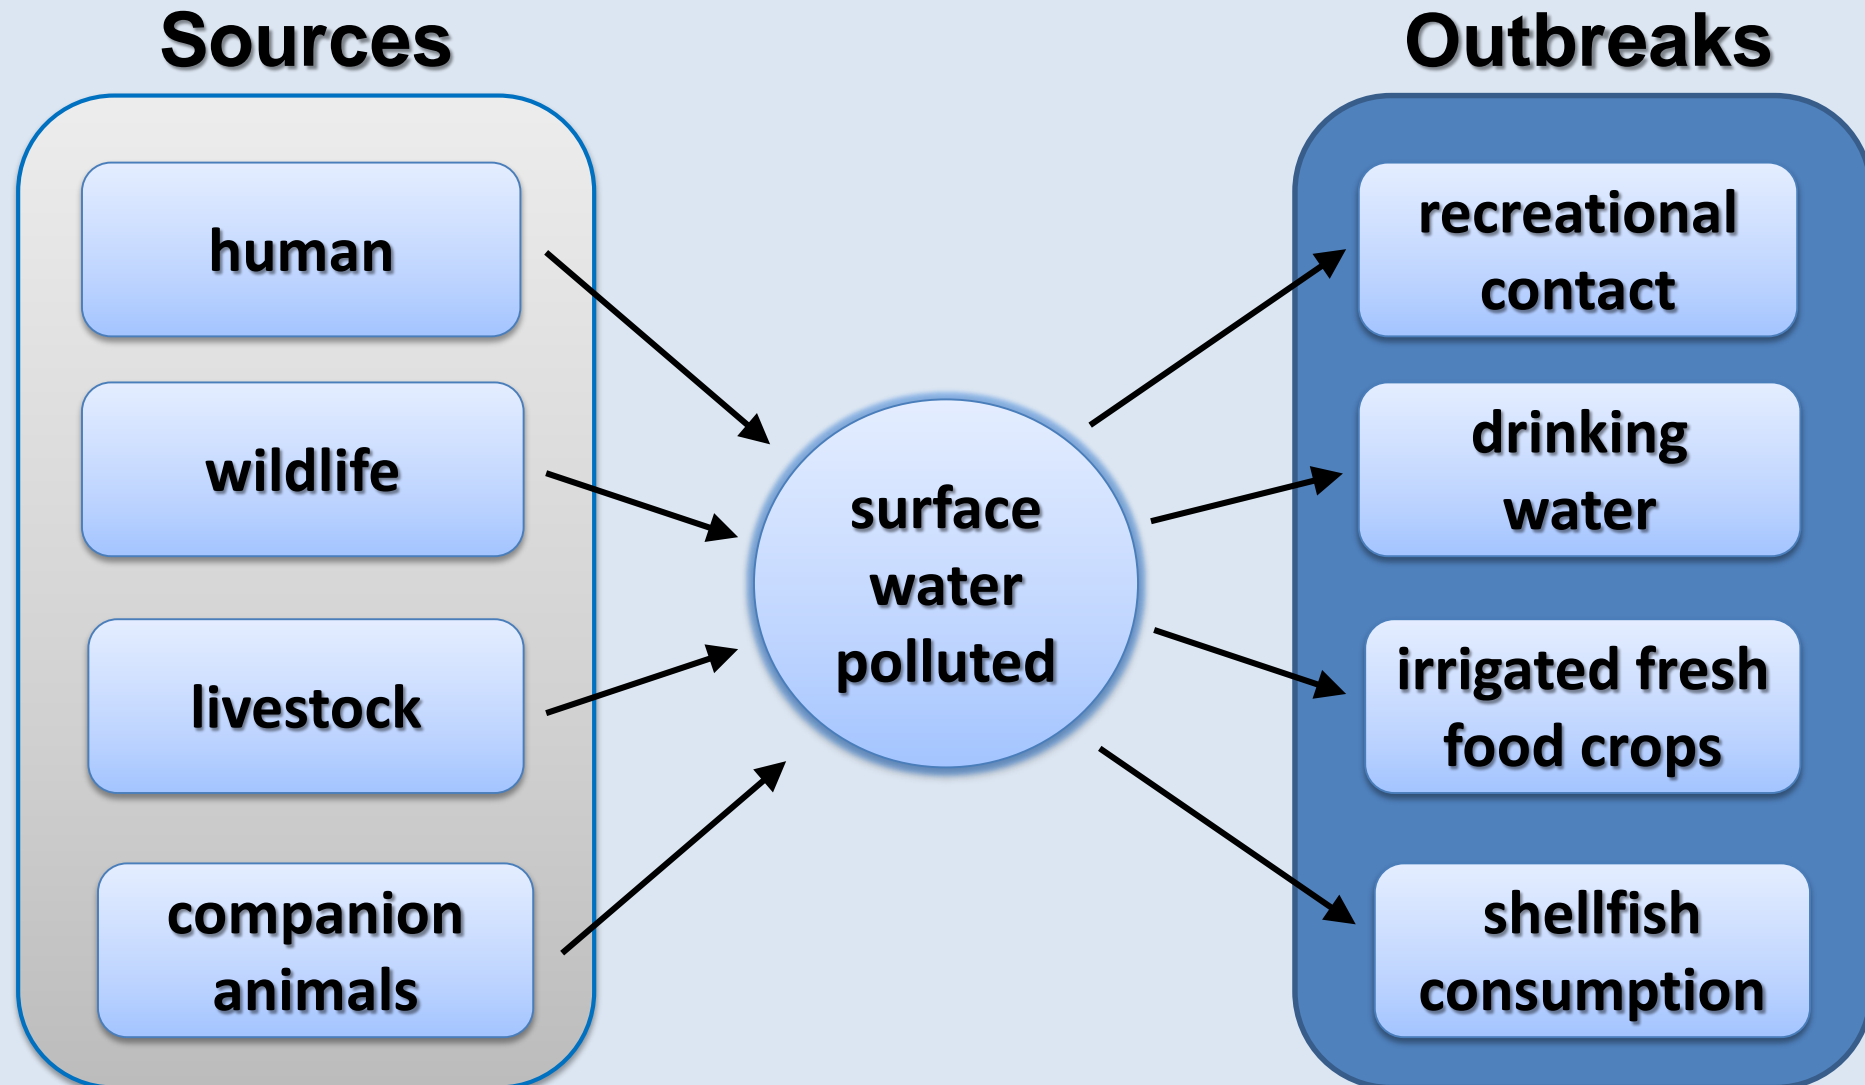 Sources
human
wildlife
livestock
companion
animals
surface
water
polluted
Outbreaks
recreational
contact
drinking
water
irrigated fresh
food crops
shellfish
consumption